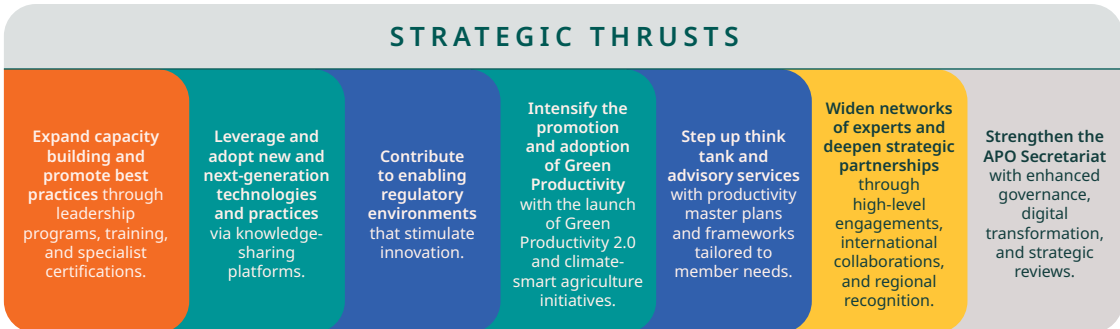 STRATEGIC THRUSTS
Expand capacity
building and
promote best
practices through
leadership
programs, training,
and specialist
certifications.
Leverage and
adopt new and
next-generation
technologies
and practices
via knowledge-
sharing
platforms.
Contribute
to enabling
regulatory
environments
that stimulate
innovation.
Intensify the
promotion
and adoption
of Green
Productivity
with the launch
of Green
Productivity 2.0
and climate-
smart agriculture
initiatives.
Step up think
tank and
advisory services
with productivity
master plans
and frameworks
tailored to
member needs.
Widen networks
of experts and
deepen strategic
partnerships
through
high-level
engagements,
international
collaborations,
and regional
recognition.
Strengthen the
APO Secretariat
with enhanced
governance,
digital
transformation,
and strategic
reviews.